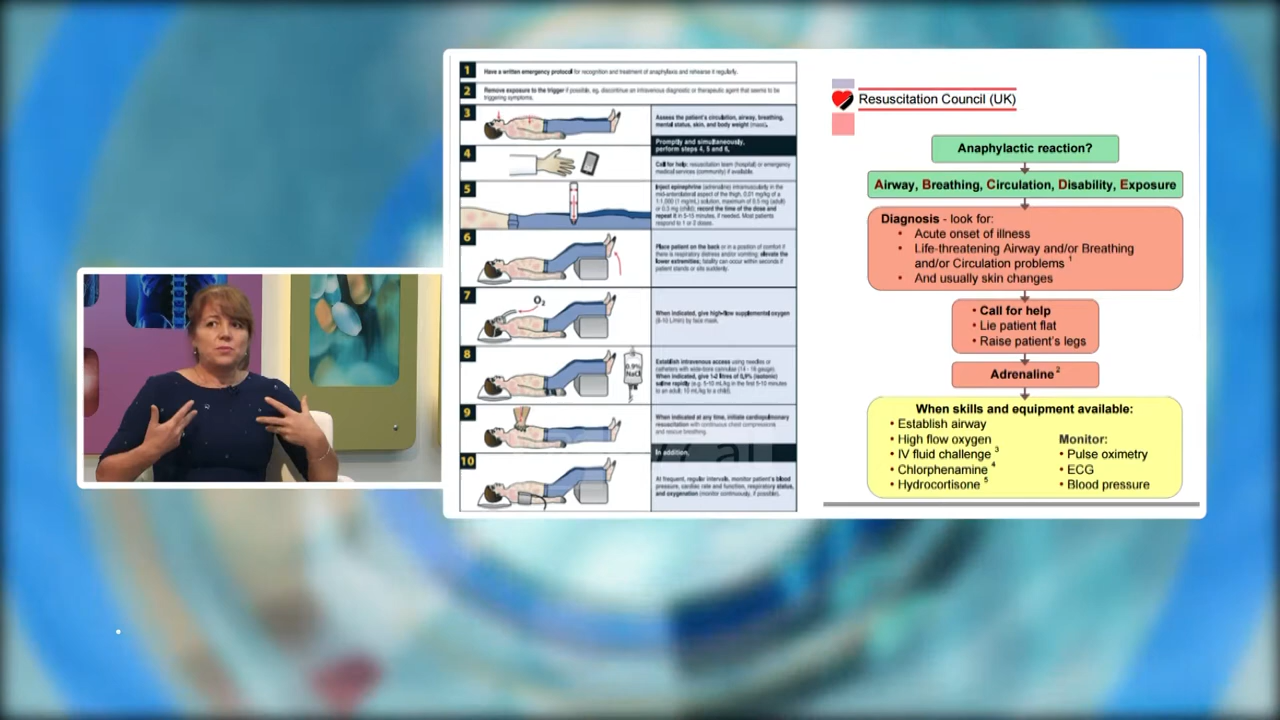 1
Have a written emergency protocol for recognition and treatment of anaphylaxis and rehearse it regularly.
2
Remove exposure to the trigger if possible, eg. discontinue an intravenous diagnostic or therapeutic agent that seems to be
triggering symptoms.
3
Assess the patient's circulation, airway, breathing,
mental status, skin, and body weight (mass).
Promptly and simultaneously,
perform steps 4, 5 and 6,
4
Call for help: resuscitation team (hospital) or emergency
medical services (community) if available.
5
Inject epinephrine (adrenaline) intramuscularly in the
mid-anterolateral aspect of the thigh, 0.01 mg/kg of a
1:1,000 (1 mg/mL) solution, maximum of 0.5 mg (adult)
or 0.3 mg (child); record the time of the dose and
repeat it in 5-15 minutes, if needed. Most patients
respond to 1 or 2 doses.
6
Place patient on the back or in a position of comfort if
there is respiratory distress and/or vomiting; elevate the
lower extremities; fatality can occur within seconds if
patient stands or sits suddenly.
7
O2
When indicated, give high-flow supplemental oxygen
(6-8 L/min) by face mask.
8
0.9%
NaCl
Establish intravenous access using needles or
catheters with wide-bore cannulae (14 - 16 gauge).
When indicated, give 1-2 litres of 0.9% (isotonic)
saline rapidly (e.g. 5-10 mL/kg in the first 5-10 minutes
to an adult; 10 mL/kg to a child).
9
When indicated at any time, initiate cardiopulmonary
resuscitation with continuous chest compressions
and rescue breathing.
In addition,
10
At frequent, regular intervals, monitor patient's blood
pressure, cardiac rate and function, respiratory status,
and oxygenation (monitor continuously, if possible).
Resuscitation Council (UK)
Anaphylactic reaction?
Airway, Breathing, Circulation, Disability, Exposure
Diagnosis - look for:
• Acute onset of illness
• Life-threatening Airway and/or Breathing
and/or Circulation problems 1
• And usually skin changes
• Call for help
• Lie patient flat
• Raise patient's legs
Adrenaline 2
When skills and equipment available:
• Establish airway
• High flow oxygen
• IV fluid challenge 3
• Chlorphenamine 4
• Hydrocortisone 5
Monitor:
• Pulse oximetry
• ECG
• Blood pressure